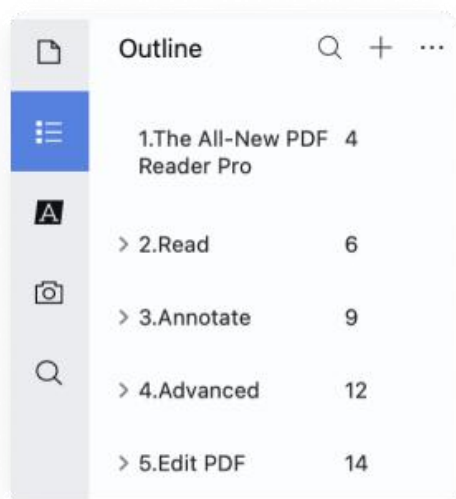 Outline
1.The All-New PDF 4
Reader Pro
2.Read 6
3.Annotate 9
4.Advanced 12
5.Edit PDF 14
A